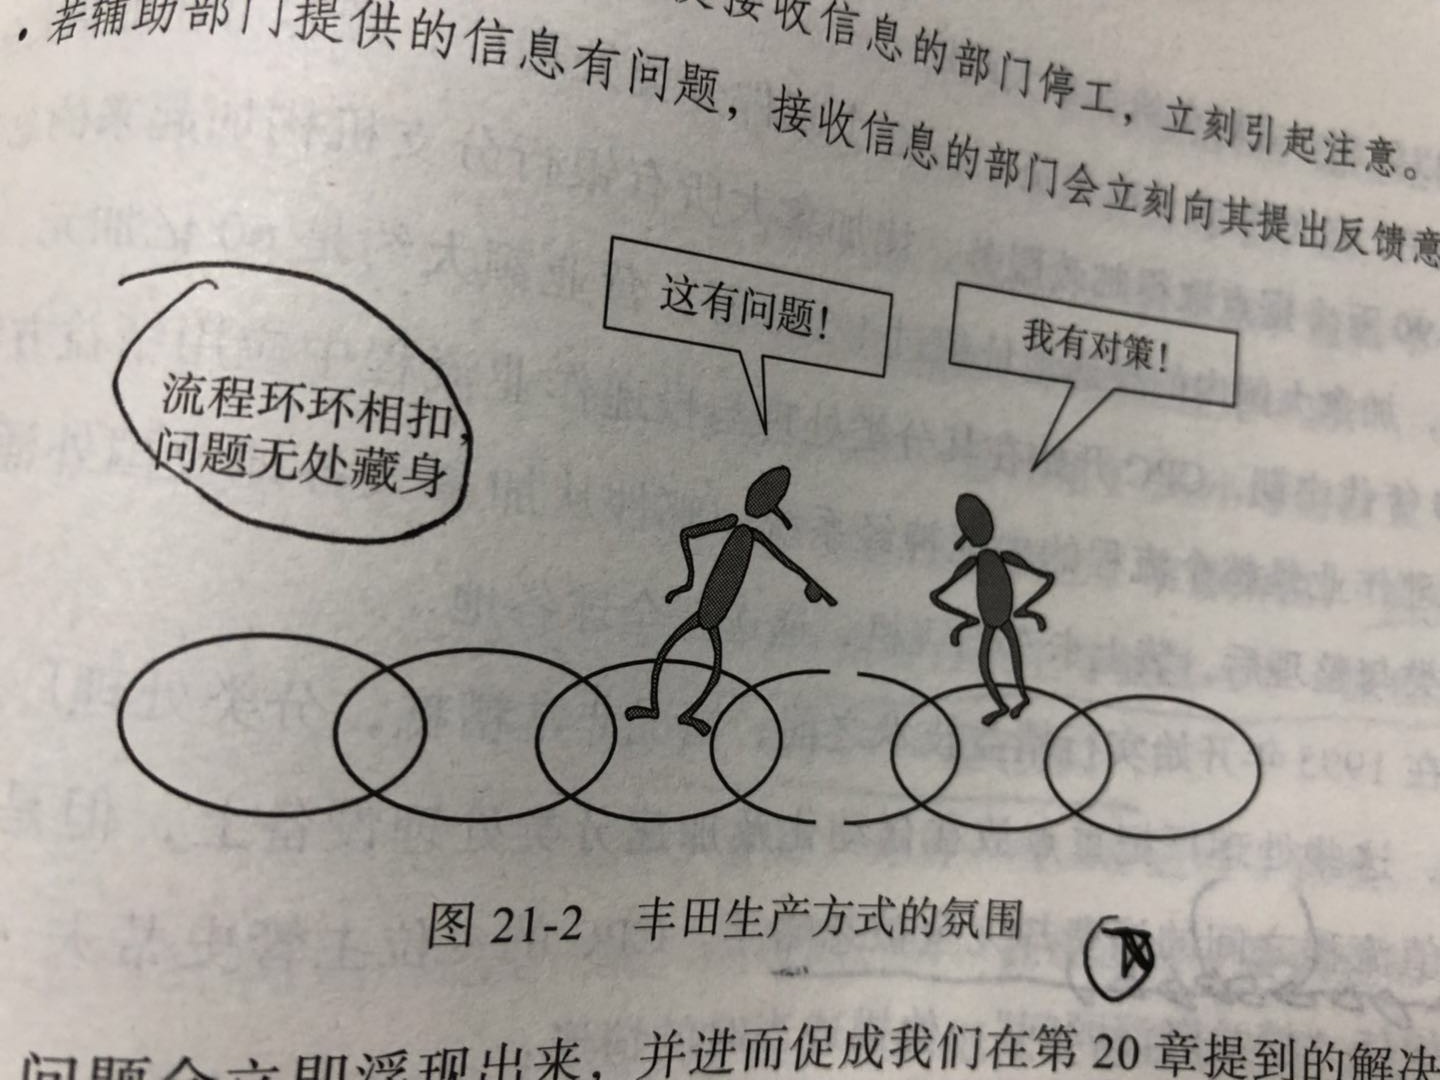 接收信息的部门停工，立刻引起注意。
．若辅助部门提供的信息有问题，接收信息的部门会立刻向其提出反馈意
这有问题！
我有对策！
流程环环相扣，
问题无处藏身
图 21-2 丰田生产方式的氛围
问题会立即浮现出来，并进而促成我们在第 20 章提到的解决